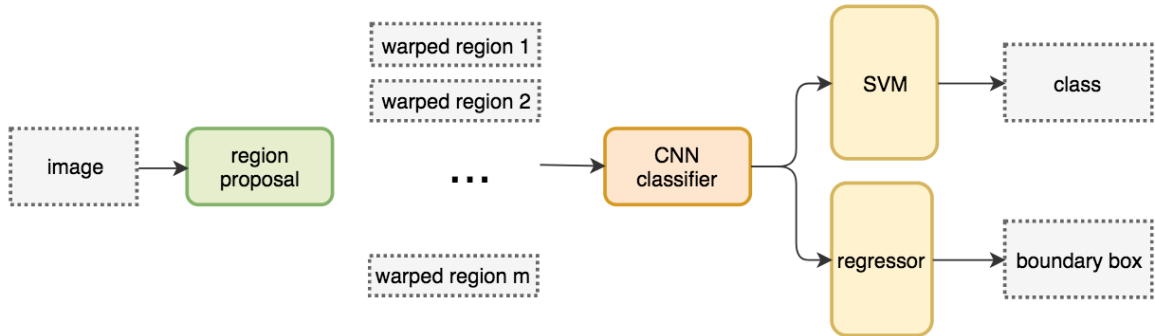 image
region
proposal
warped region 1
warped region 2
...
warped region m
CNN
classifier
SVM
class
regressor
boundary box